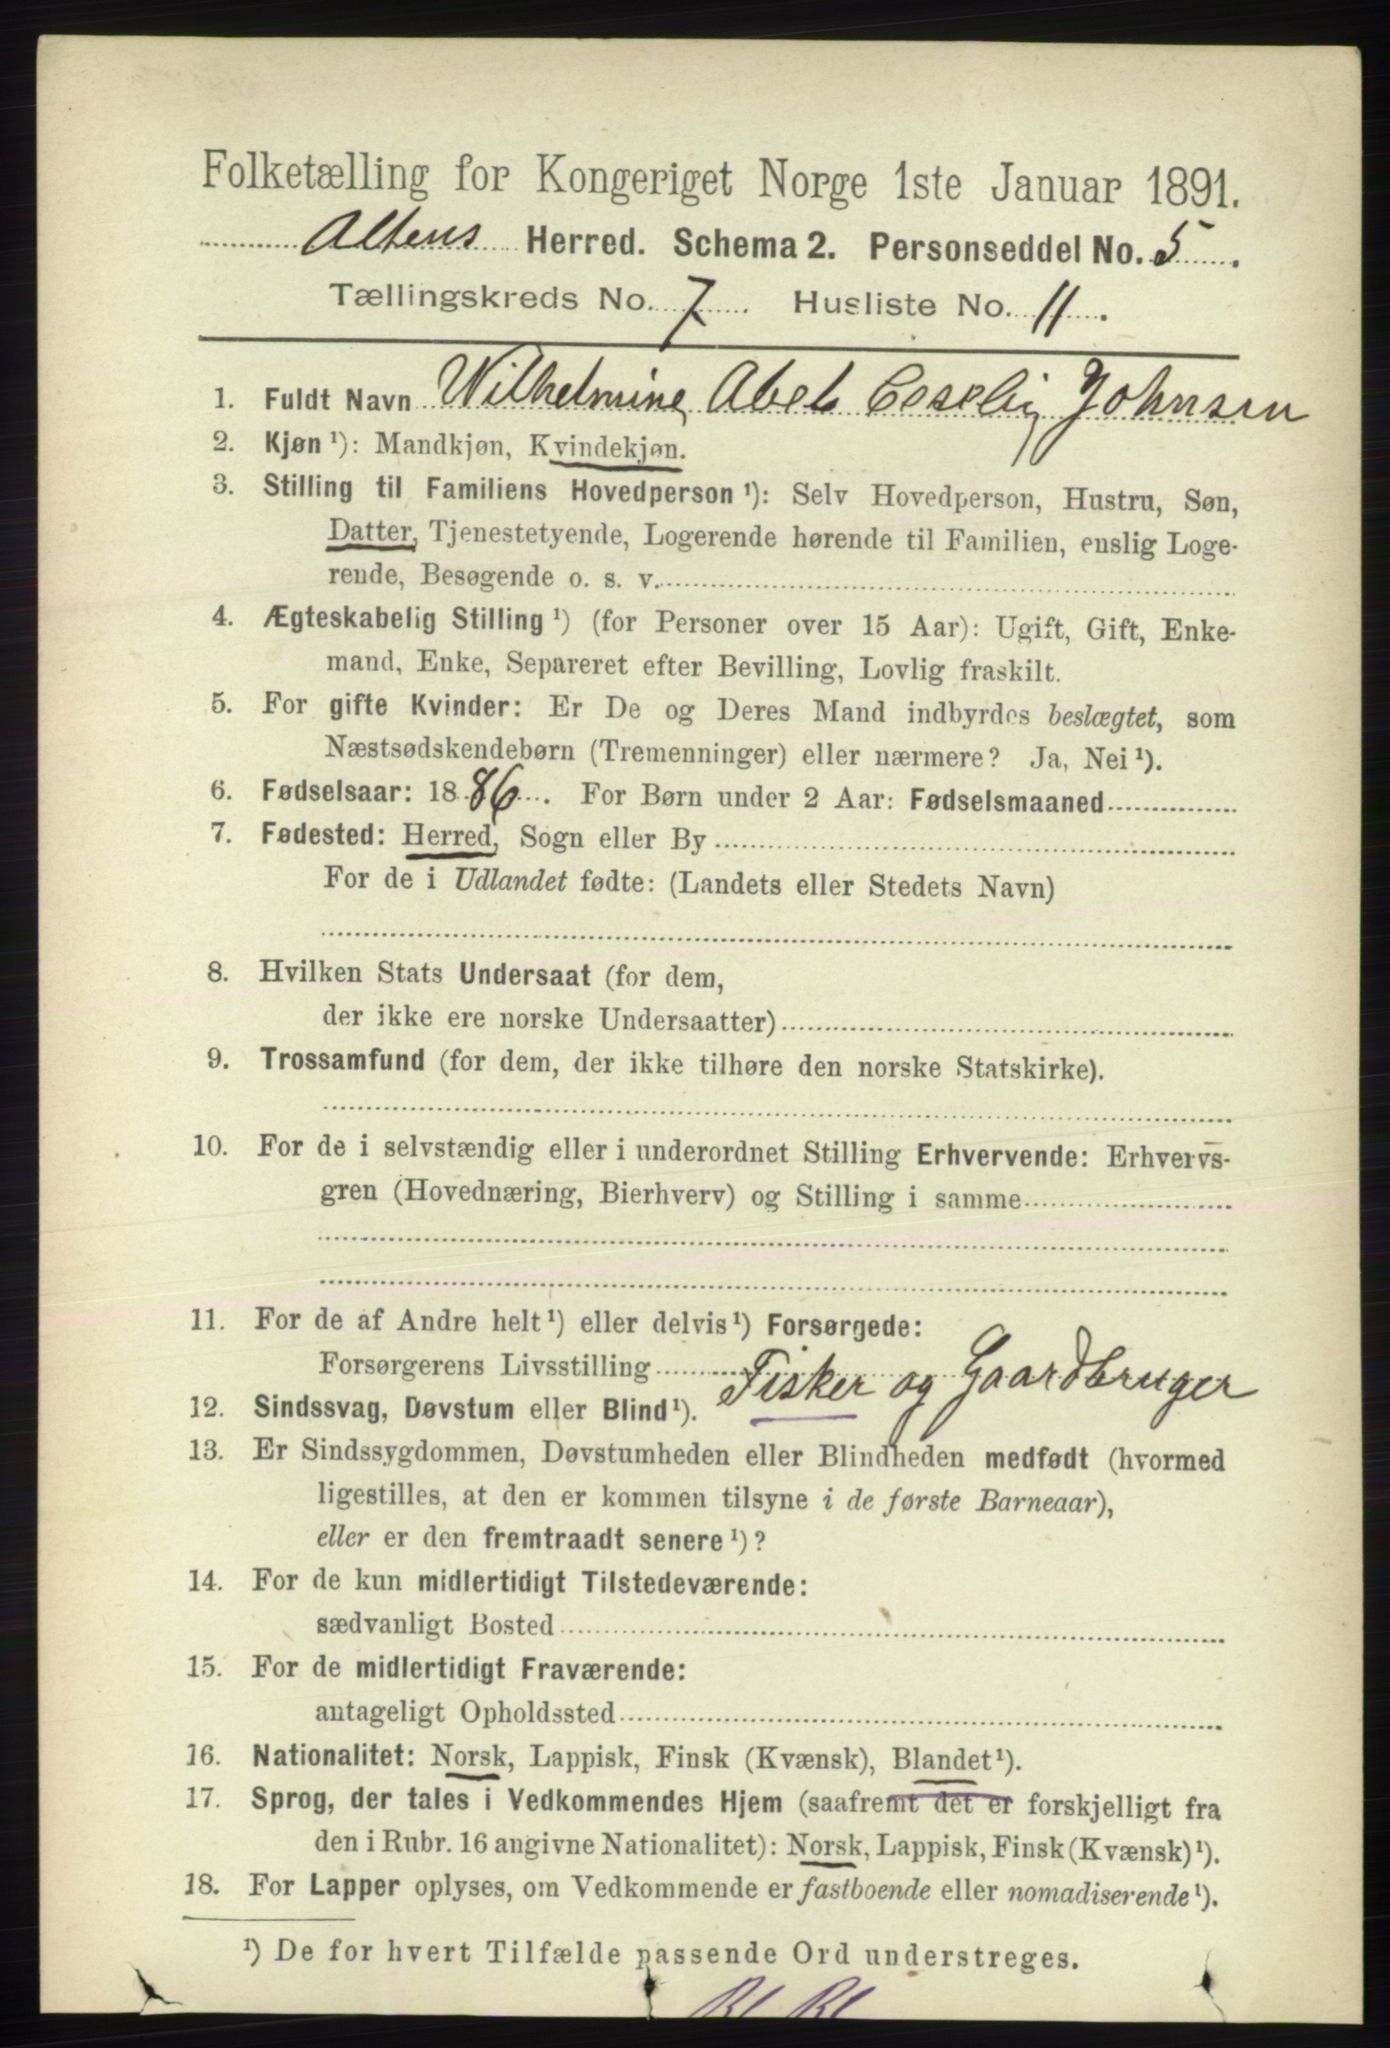 Folketælling for Kongeriget Norge 1ste Januar 1891.
Altens Herred. Schema 2. Personseddel No. 5.
Tællingskreds No. 7. Husliste No. 11.
1. Fuldt Navn Wilhelmine Abel Johnsen
2. Kjøn ¹): Mandkjøn, Kvindekjøn.
3. Stilling til Familiens Hovedperson ¹): Selv Hovedperson, Hustru, Søn,
Datter, Tjenestetyende, Logerende hørende til Familien, enslig Loge-
rende, Besøgende o. s. v.
4. Ægteskabelig Stilling ¹) (for Personer over 15 Aar): Ugift, Gift, Enke-
mand, Enke, Separeret efter Bevilling, Lovlig fraskilt.
5. For gifte Kvinder: Er De og Deres Mand indbyrdes beslægtet, som
Næstsødskendebørn (Tremenninger) eller nærmere? Ja, Nei ¹).
6. Fødselsaar: 1886. For Børn under 2 Aar: Fødselsmaaned
7. Fødested: Herred, Sogn eller By
For de i Udlandet fødte: (Landets eller Stedets Navn)
8. Hvilken Stats Undersaat (for dem,
der ikke ere norske Undersaatter)
9. Trossamfund (for dem, der ikke tilhøre den norske Statskirke).
10. For de i selvstændig eller i underordnet Stilling Erhvervende: Erhvervs-
gren (Hovednæring, Bierhverv) og Stilling i samme
11. For de af Andre helt ¹) eller delvis ¹) Forsørgede:
Forsørgerens Livsstilling Fisker og Gaardbruger
12. Sindssvag, Døvstum eller Blind ¹).
13. Er Sindssygdommen, Døvstumheden eller Blindheden medfødt (hvormed
ligestilles, at den er kommen tilsyne i de første Barneaar),
eller er den fremtraadt senere ¹)?
14. For de kun midlertidigt Tilstedeværende:
sædvanligt Bosted
15. For de midlertidigt Fraværende:
antageligt Opholdssted
16. Nationalitet: Norsk, Lappisk, Finsk (Kvænsk), Blandet ¹).
17. Sprog, der tales i Vedkommendes Hjem (saafremt det er forskjelligt fra
den i Rubr. 16 angivne Nationalitet): Norsk, Lappisk, Finsk (Kvænsk) ¹).
18. For Lapper oplyses, om Vedkommende er fastboende eller nomadiserende ¹).
¹) De for hvert Tilfælde passende Ord understreges.